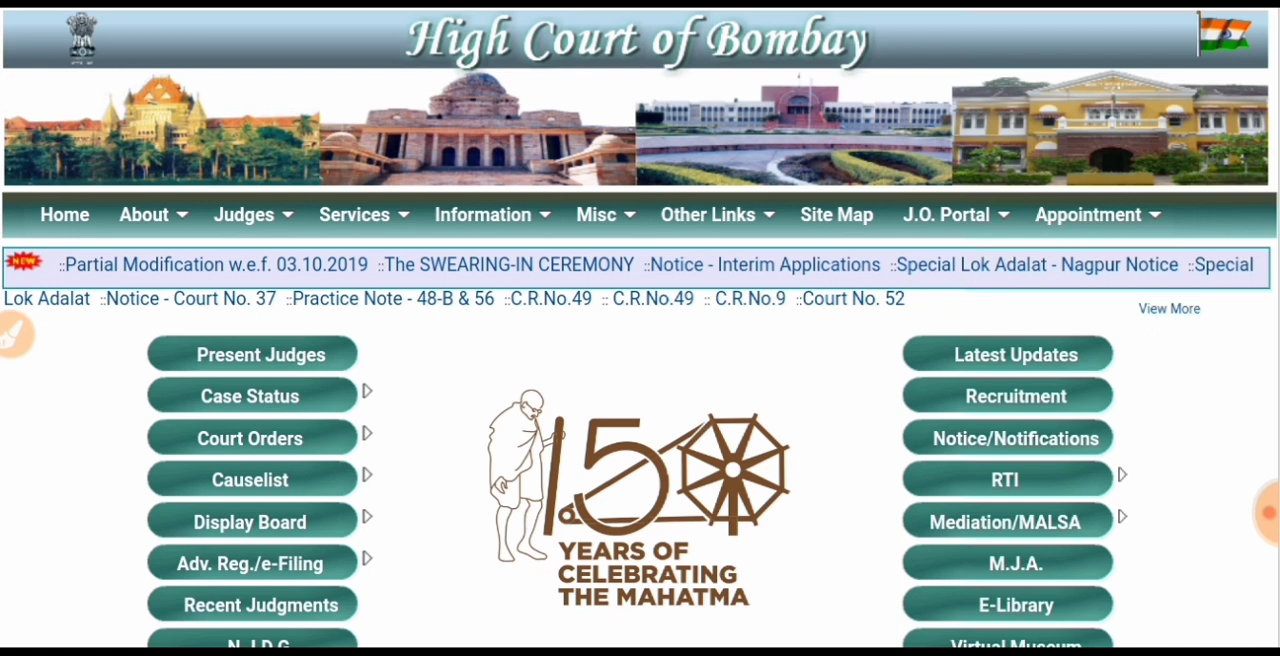 High Court of Bombay
Home About Judges Services Information Misc Other Links Site Map J.O. Portal Appointment
NEW ::Partial Modification w.e.f. 03.10.2019 ::The SWEARING-IN CEREMONY ::Notice - Interim Applications ::Special Lok Adalat - Nagpur Notice ::Special
Lok Adalat ::Notice - Court No. 37 ::Practice Note - 48-B & 56 ::C.R.No.49 :: C.R.No.49 :: C.R.No.9 ::Court No. 52
View More
Present Judges
Case Status
Court Orders
Causelist
Display Board
Adv. Reg./e-Filing
Recent Judgments
N.J.D.G.
150
YEARS OF
CELEBRATING
THE MAHATMA
Latest Updates
Recruitment
Notice/Notifications
RTI
Mediation/MALSA
M.J.A.
E-Library
Virtual Museum